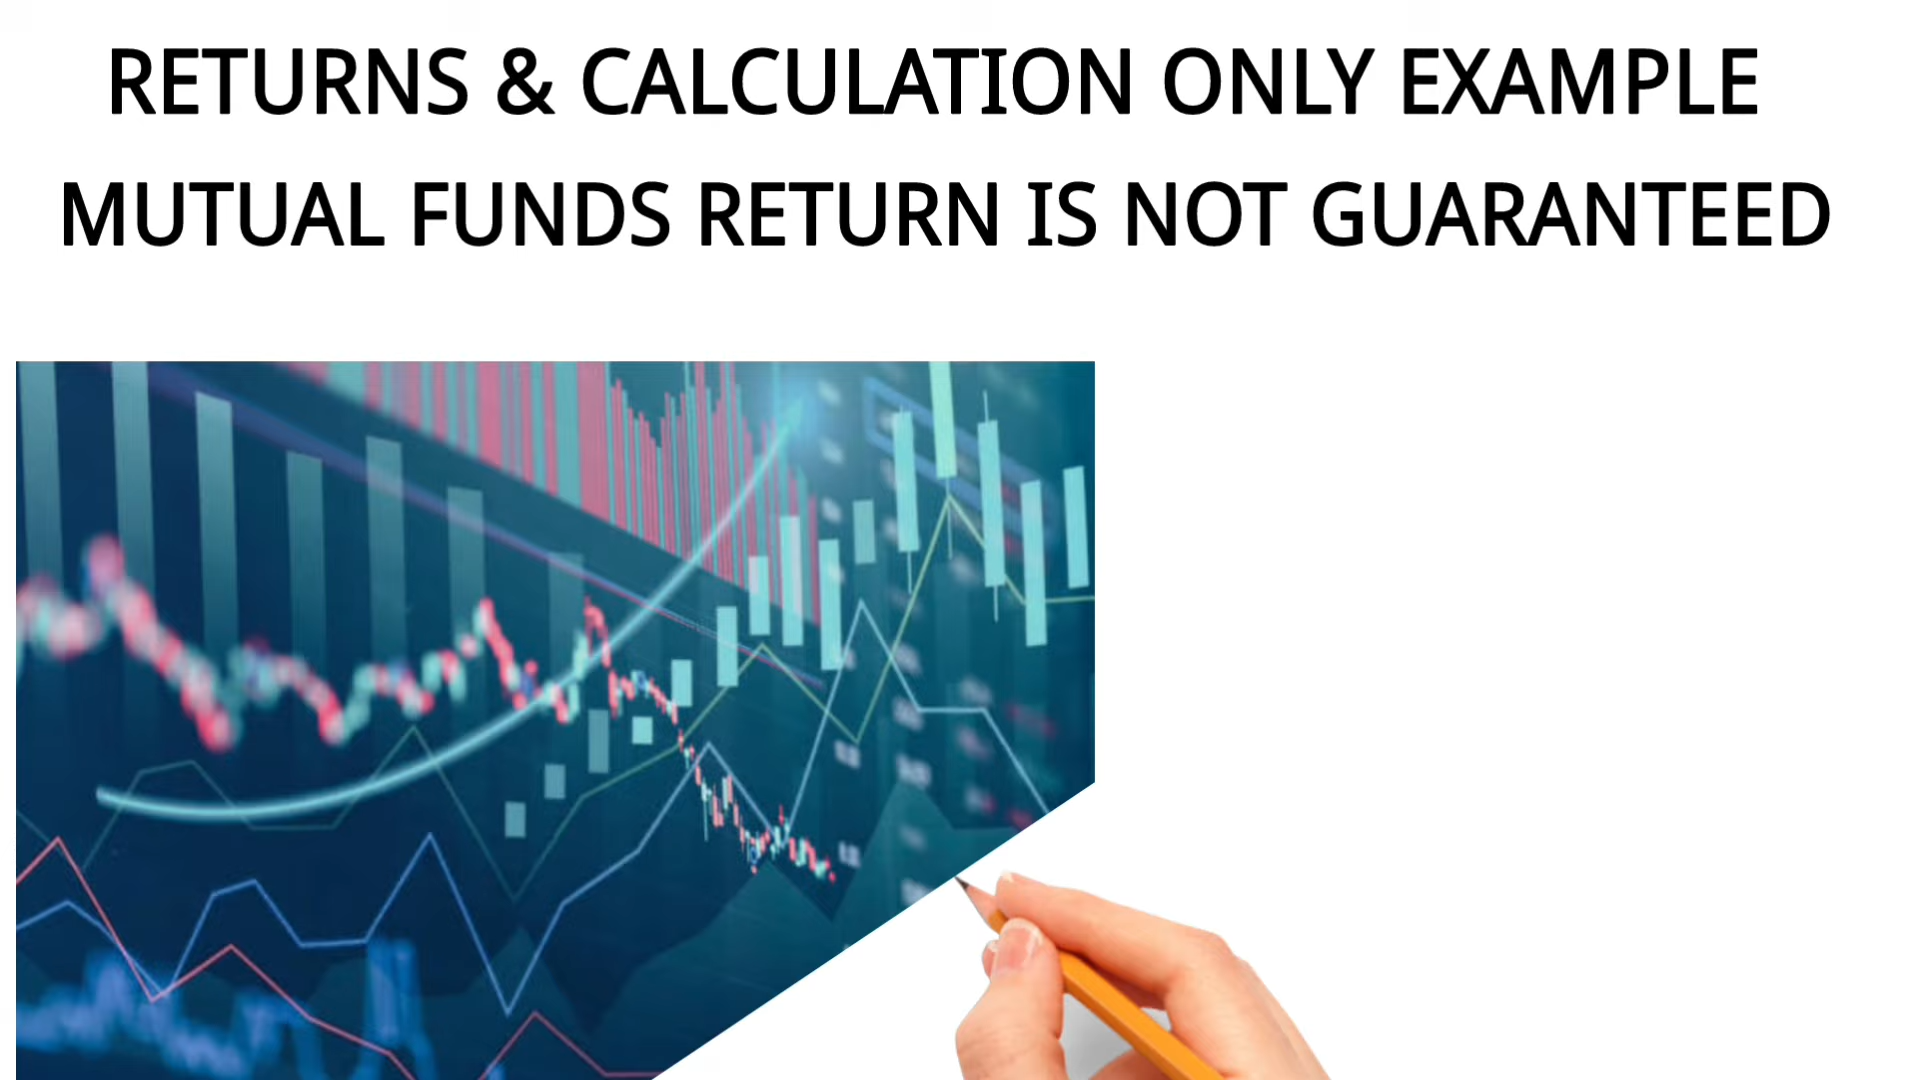 RETURNS & CALCULATION ONLY EXAMPLE
MUTUAL FUNDS RETURN IS NOT GUARANTEED